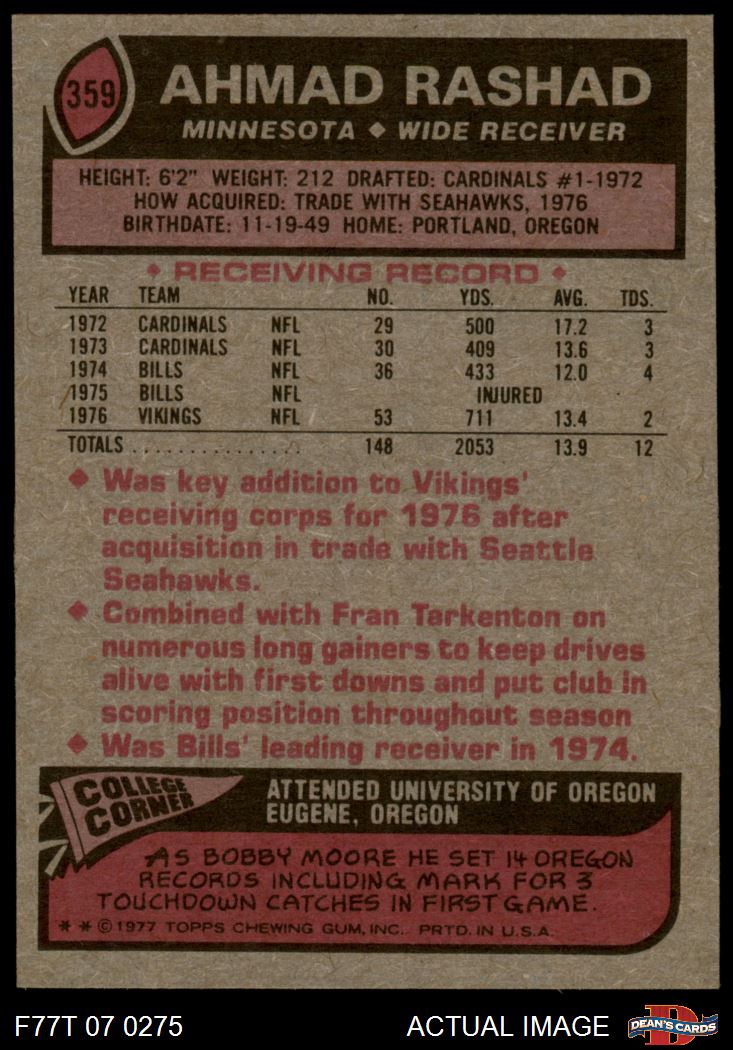 359
AHMAD RASHAD
MINNESOTA ◆ WIDE RECEIVER
HEIGHT: 6'2" WEIGHT: 212 DRAFTED: CARDINALS #1-1972
HOW ACQUIRED: TRADE WITH SEAHAWKS, 1976
BIRTHDATE: 11-19-49 HOME: PORTLAND, OREGON
◆ RECEIVING RECORD ◆
YEAR TEAM NO. YDS. AVG. TDS.
1972 CARDINALS NFL 29 500 17.2 3
1973 CARDINALS NFL 30 409 13.6 3
1974 BILLS NFL 36 433 12.0 4
1975 BILLS NFL INJURED
1976 VIKINGS NFL 53 711 13.4 2
TOTALS ................ 148 2053 13.9 12
◆ Was key addition to Vikings'
receiving corps for 1976 after
acquisition in trade with Seattle
Seahawks.
◆ Combined with Fran Tarkenton on
numerous long gainers to keep drives
alive with first downs and put club in
scoring position throughout season
◆ Was Bills' leading receiver in 1974.
COLLEGE
CORNER
ATTENDED UNIVERSITY OF OREGON
EUGENE, OREGON
AS BOBBY MOORE HE SET 14 OREGON
RECORDS INCLUDING MARK FOR 3
TOUCHDOWN CATCHES IN FIRST GAME.
* * © 1977 TOPPS CHEWING GUM, INC. PRTD. IN U.S.A.
F77T 07 0275 ACTUAL IMAGE
D
DEAN'S CARDS